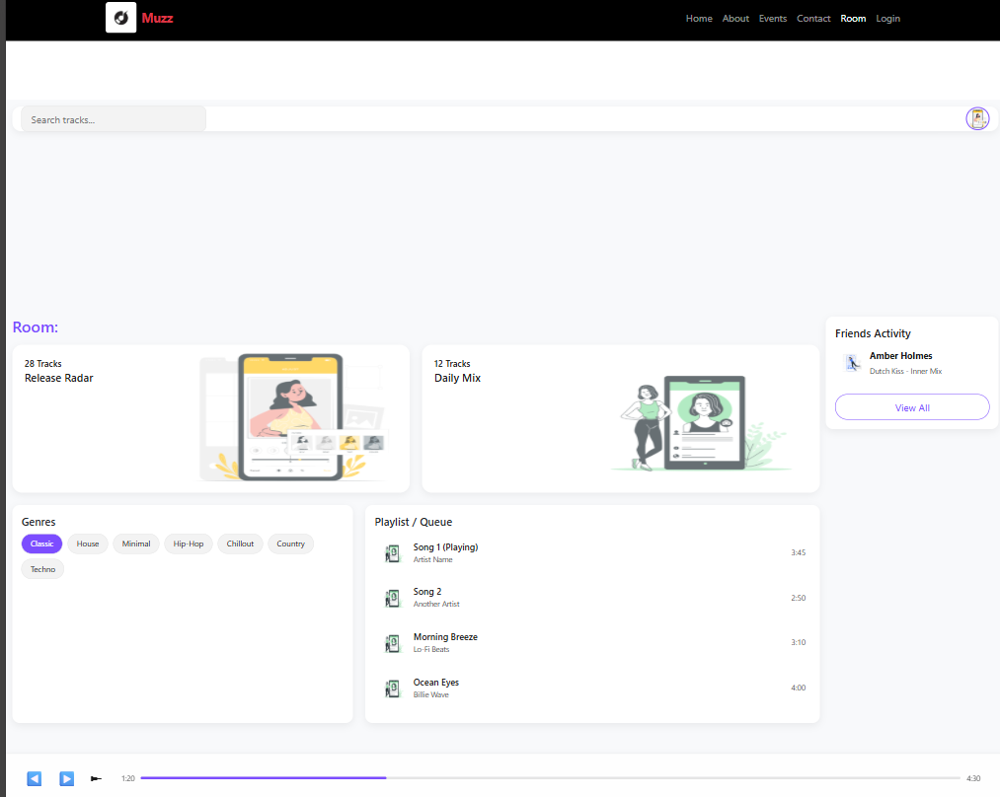 Muzz
Home About Events Contact Room Login
Search tracks...
Room:
28 Tracks
Release Radar
12 Tracks
Daily Mix
Friends Activity
Amber Holmes
Dutch Kiss - Inner Mix
View All
Genres
Classic House Minimal Hip-Hop Chillout Country
Techno
Playlist / Queue
Song 1 (Playing)
Artist Name
3:45
Song 2
Another Artist
2:50
Morning Breeze
Lo-Fi Beats
3:10
Ocean Eyes
Billie Wave
4:00
1:20
4:30